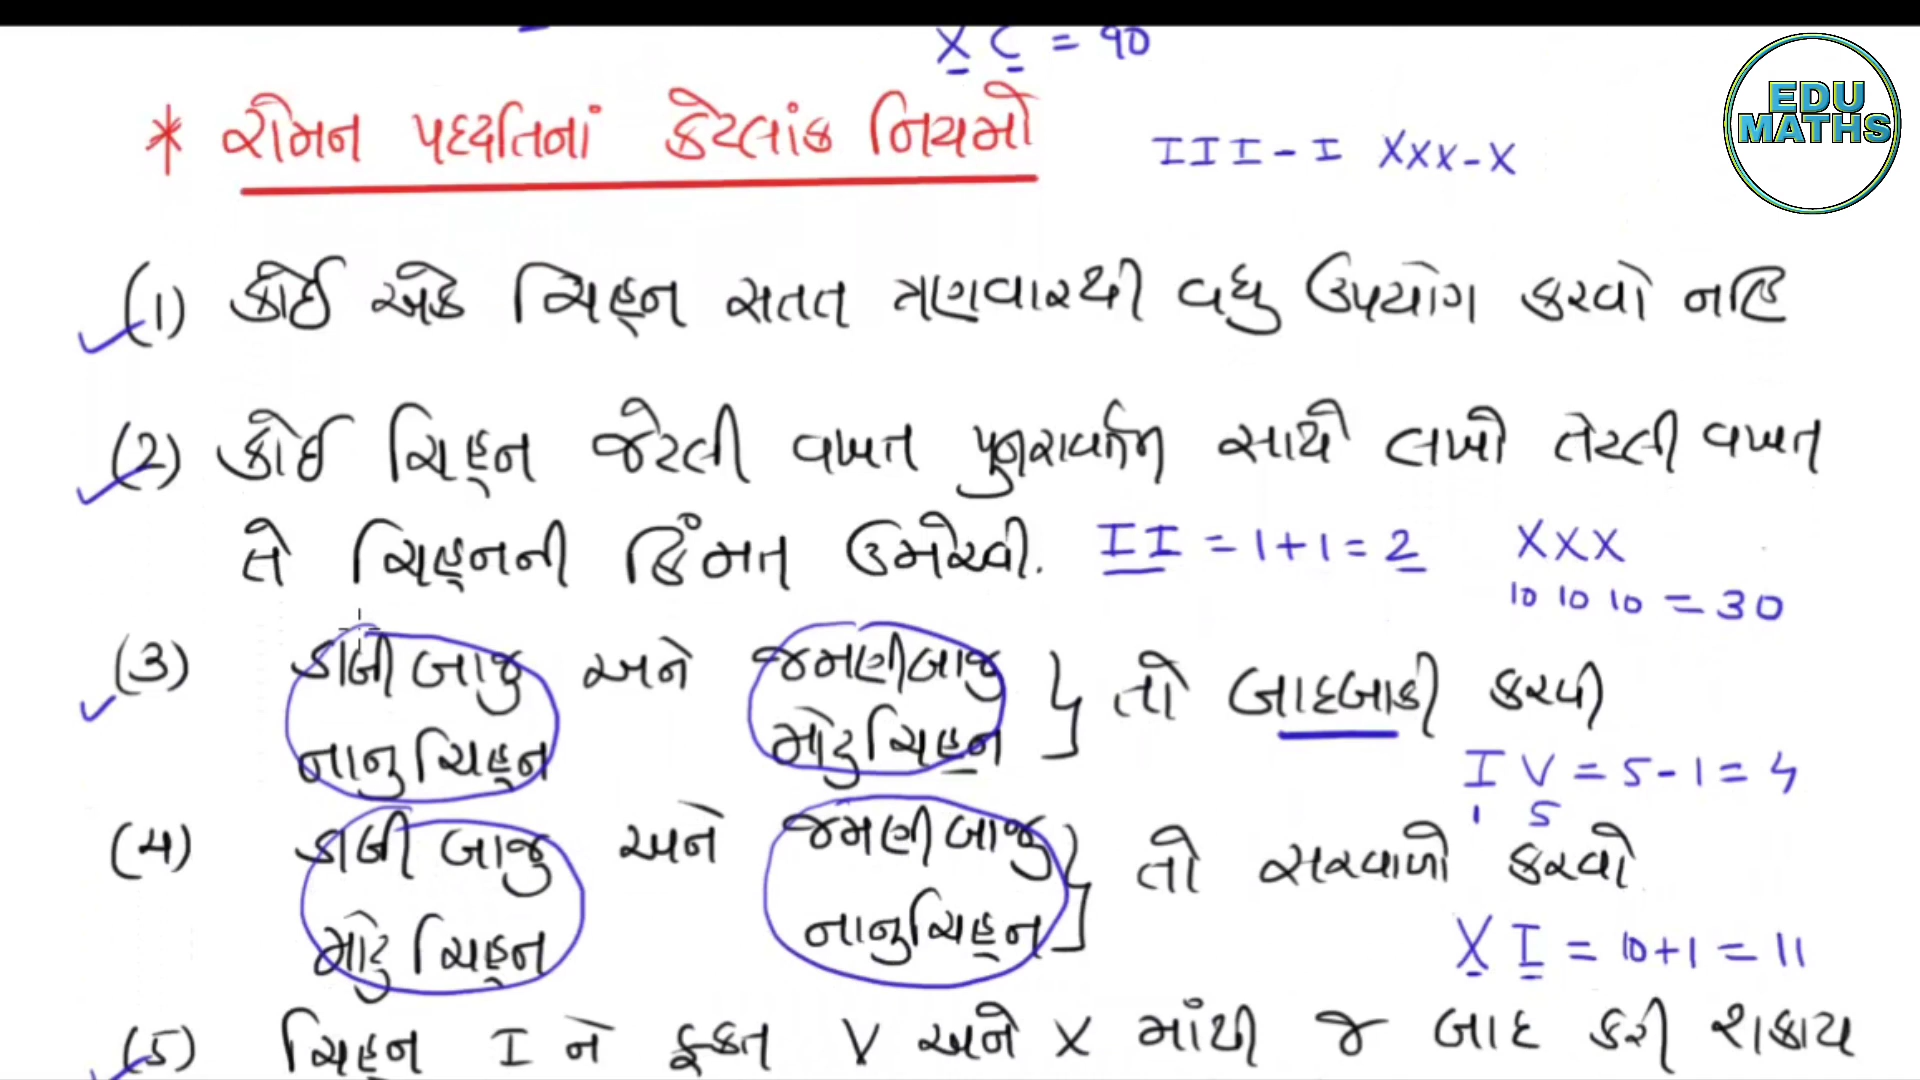 XC = 90
EDU
MATHS
* રોમન પધ્ધતિનાં કેટલાંક નિયમો
III - I XXX - X
(1) કોઈ એક ચિહ્ન સતત ત્રણવારથી વધુ ઉપયોગ કરવો નહિ
(2) કોઈ ચિહ્ન જેટલી વખત પુનરાવર્તન સાથે લખો તેટલી વખત
તે ચિહ્નની કિંમત ઉમેરવી. II = 1+1 = 2 XXX
10 10 10 = 30
(3) ડાબી બાજુ અને જમણી બાજુ } તો બાદબાકી કરવી
નાનુ ચિહ્ન મોટુ ચિહ્ન
IV = 5-1 = 4
1 5
(4) ડાબી બાજુ અને જમણી બાજુ } તો સરવાળો કરવો
મોટુ ચિહ્ન નાનુ ચિહ્ન
XI = 10+1 = 11
(5) ચિહ્ન I ને ફક્ત V અને X માંથી જ બાદ કરી શકાય